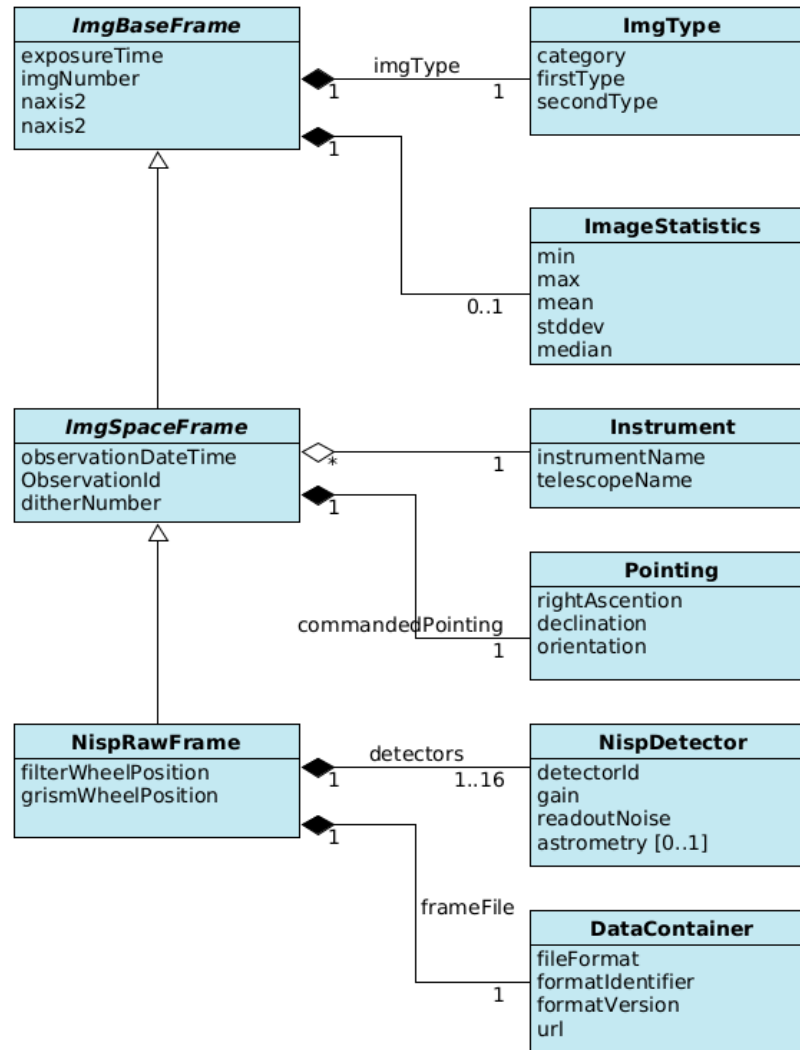 ImgBaseFrame
exposureTime
imgNumber
naxis2
naxis2
imgType
1
1
ImgType
category
firstType
secondType
1
0..1
ImageStatistics
min
max
mean
stddev
median
ImgSpaceFrame
observationDateTime
ObservationId
ditherNumber
*
1
Instrument
instrumentName
telescopeName
1
commandedPointing
1
Pointing
rightAscention
declination
orientation
NispRawFrame
filterWheelPosition
grismWheelPosition
detectors
1
1..16
NispDetector
detectorId
gain
readoutNoise
astrometry [0..1]
1
frameFile
1
DataContainer
fileFormat
formatIdentifier
formatVersion
url